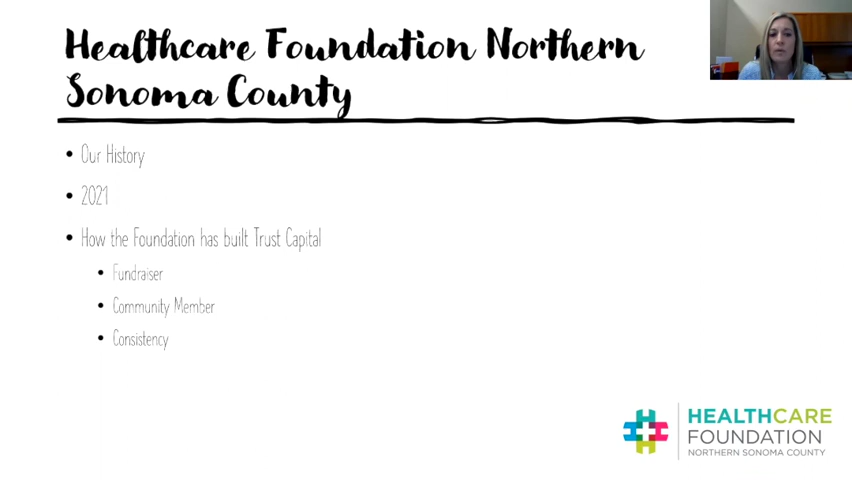 Healthcare Foundation Northern
Sonoma County
• Our History
• 2021
• How the Foundation has built Trust Capital
• Fundraiser
• Community Member
• Consistency
HEALTHCARE
FOUNDATION
NORTHERN SONOMA COUNTY